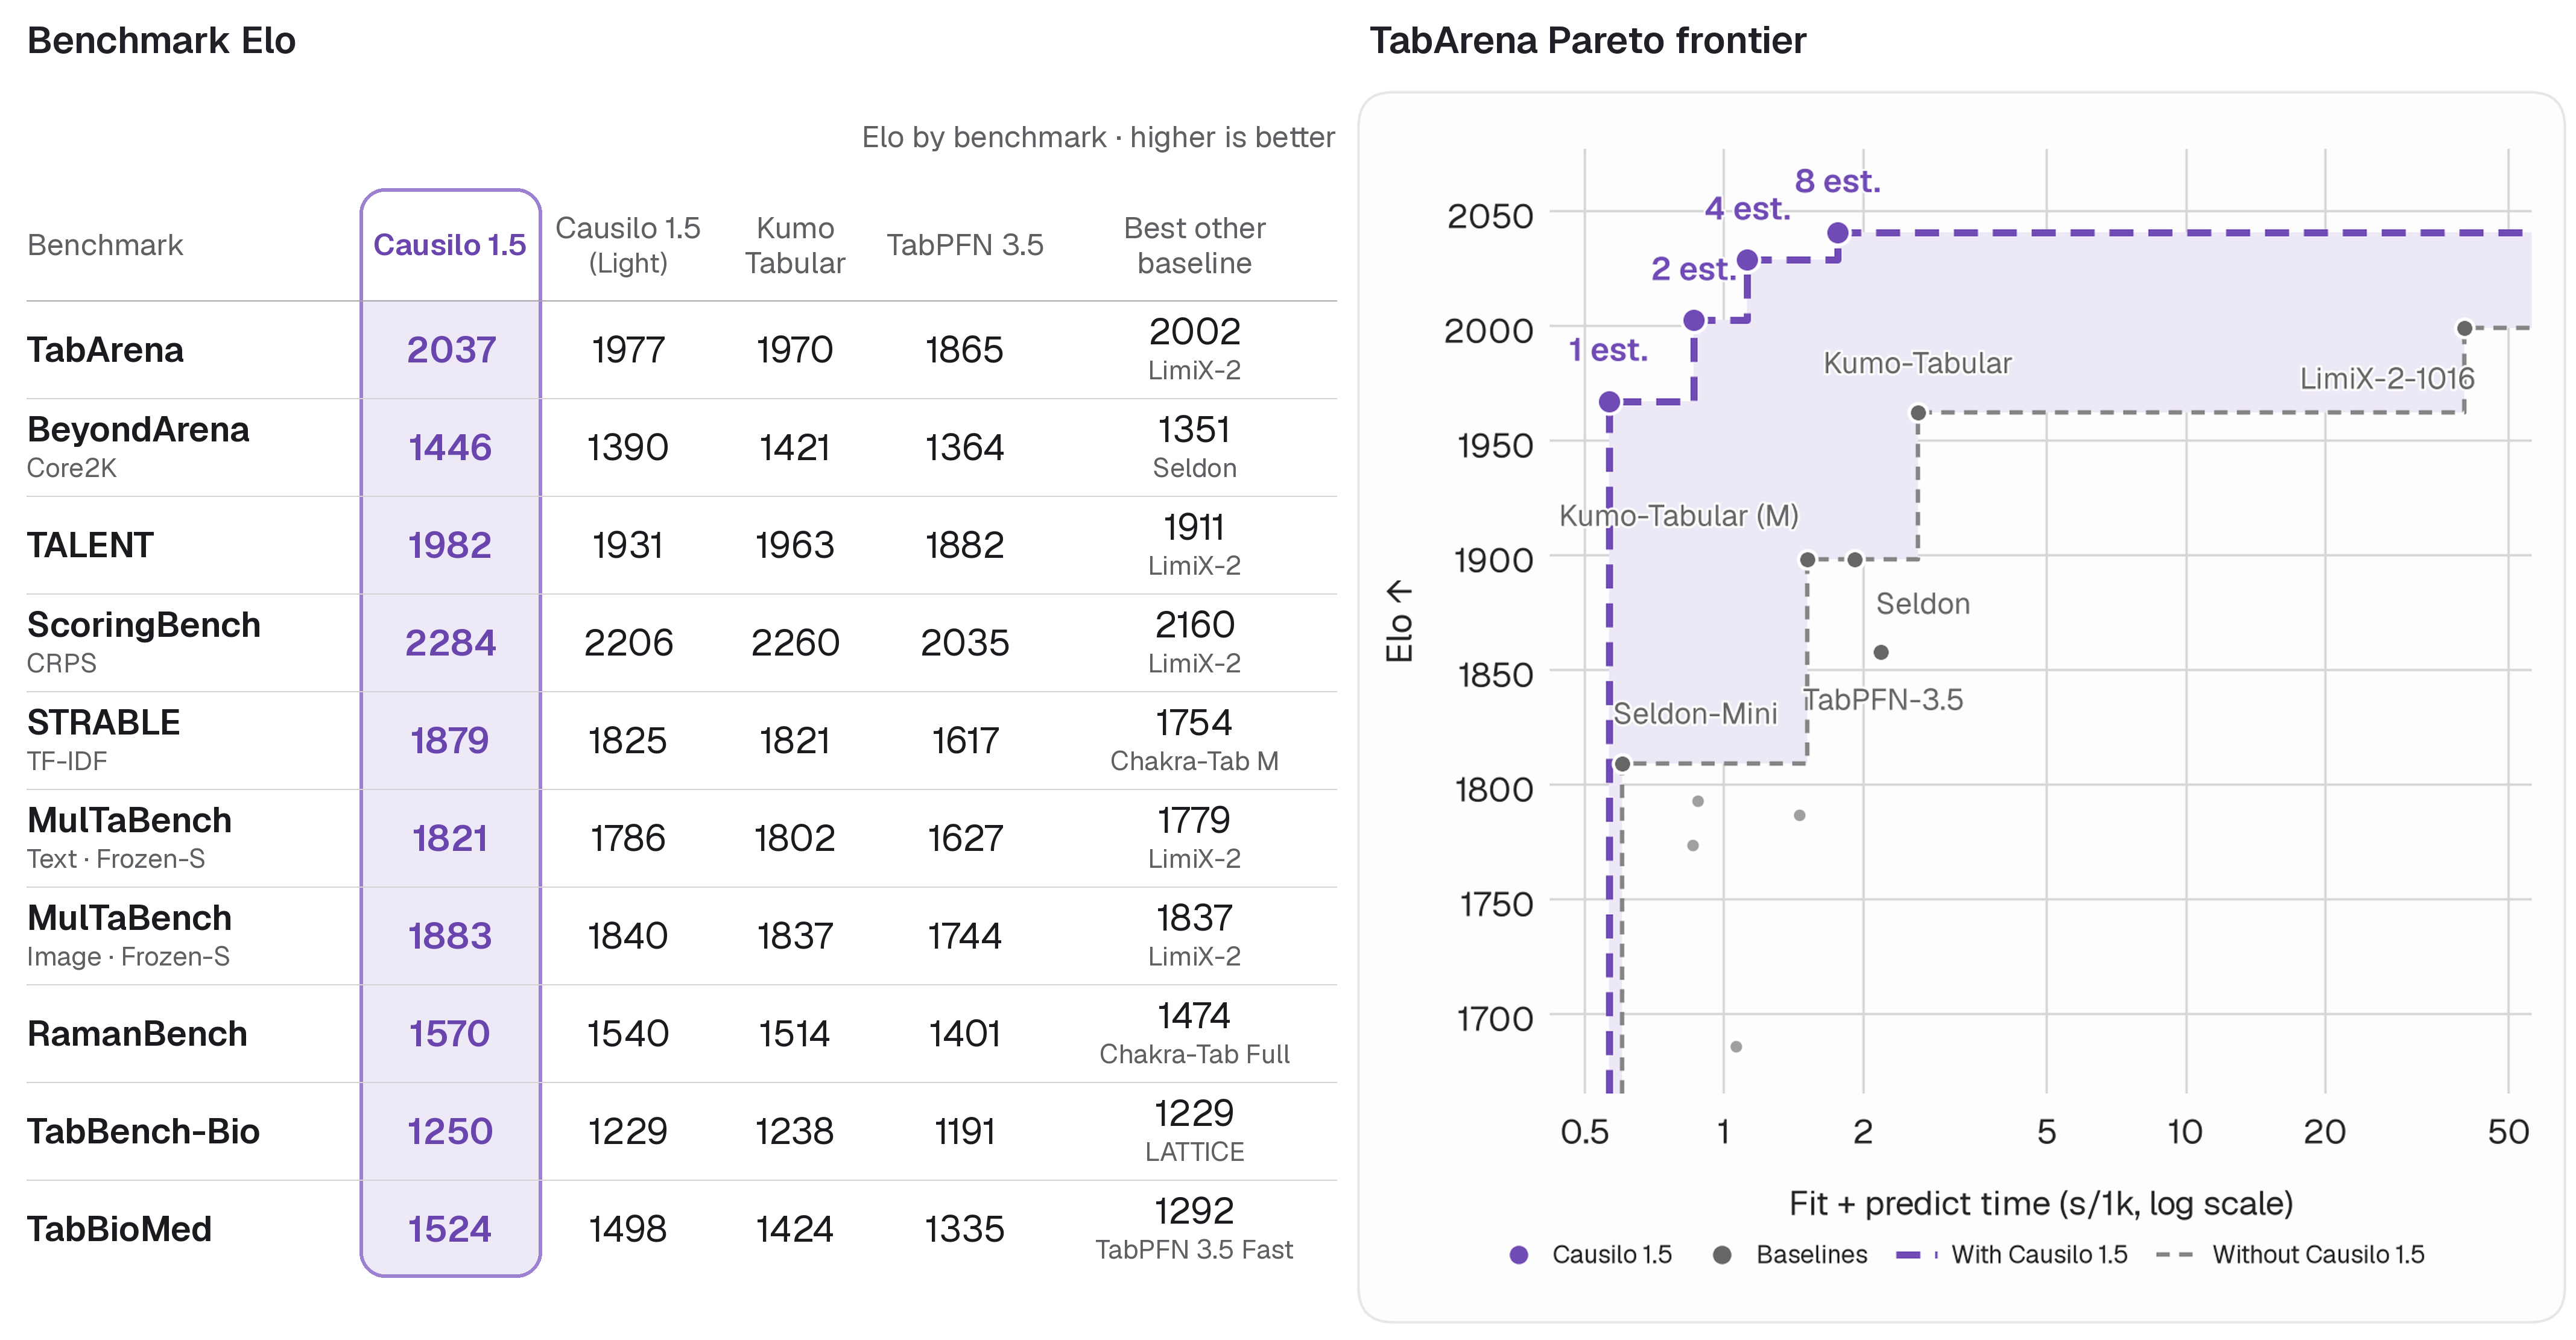 Benchmark Elo
Elo by benchmark · higher is better
Benchmark
Causilo 1.5
Causilo 1.5
(Light)
Kumo
Tabular
TabPFN 3.5
Best other
baseline
TabArena
2037
1977
1970
1865
2002
LimiX-2
BeyondArena
Core2K
1446
1390
1421
1364
1351
Seldon
TALENT
1982
1931
1963
1882
1911
LimiX-2
ScoringBench
CRPS
2284
2206
2260
2035
2160
LimiX-2
STRABLE
TF-IDF
1879
1825
1821
1617
1754
Chakra-Tab M
MulTaBench
Text · Frozen-S
1821
1786
1802
1627
1779
LimiX-2
MulTaBench
Image · Frozen-S
1883
1840
1837
1744
1837
LimiX-2
RamanBench
1570
1540
1514
1401
1474
Chakra-Tab Full
TabBench-Bio
1250
1229
1238
1191
1229
LATTICE
TabBioMed
1524
1498
1424
1335
1292
TabPFN 3.5 Fast
TabArena Pareto frontier
8 est.
4 est.
2050
2 est.
2000
1 est.
Kumo-Tabular
LimiX-2-1016
1950
Kumo-Tabular (M)
1900
Seldon
Elo ↑
1850
TabPFN-3.5
Seldon-Mini
1800
1750
1700
0.5
1
2
5
10
20
50
Fit + predict time (s/1k, log scale)
Causilo 1.5
Baselines
With Causilo 1.5
Without Causilo 1.5